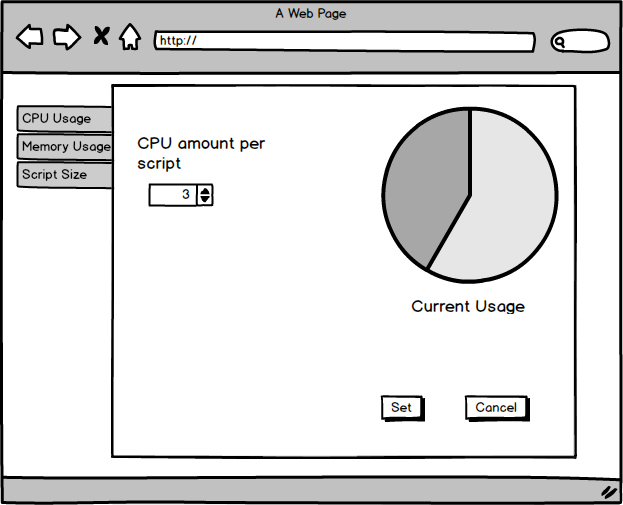 A Web Page
http://
CPU Usage
Memory Usage
Script Size
CPU amount per
script
3
Current Usage
Set
Cancel